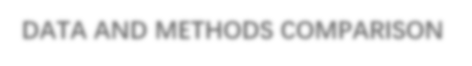 DATA AND METHODS COMPARISON